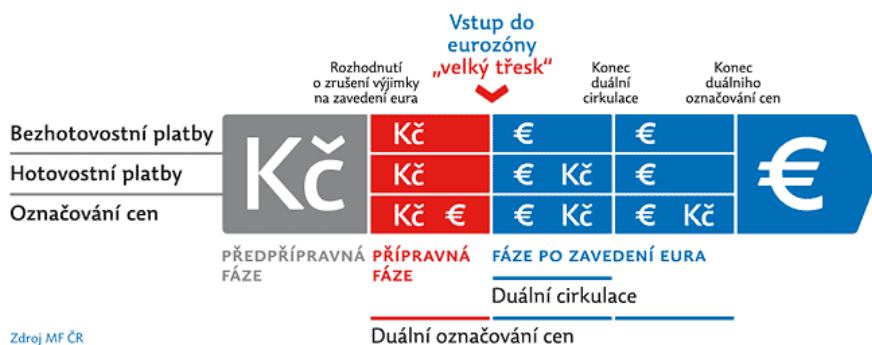 Vstup do
eurozóny
„velký třesk“
Rozhodnutí
o zrušení výjimky
na zavedení eura
Konec
duální
cirkulace
Konec
duálního
označování cen
Bezhotovostní platby
Kč
€
€
Hotovostní platby
Kč
€ Kč
€
Označování cen
Kč €
€ Kč
€ Kč
Kč
€
PŘEDPŘÍPRAVNÁ
FÁZE
PŘÍPRAVNÁ
FÁZE
FÁZE PO ZAVEDENÍ EURA
Duální cirkulace
Duální označování cen
Zdroj MF ČR